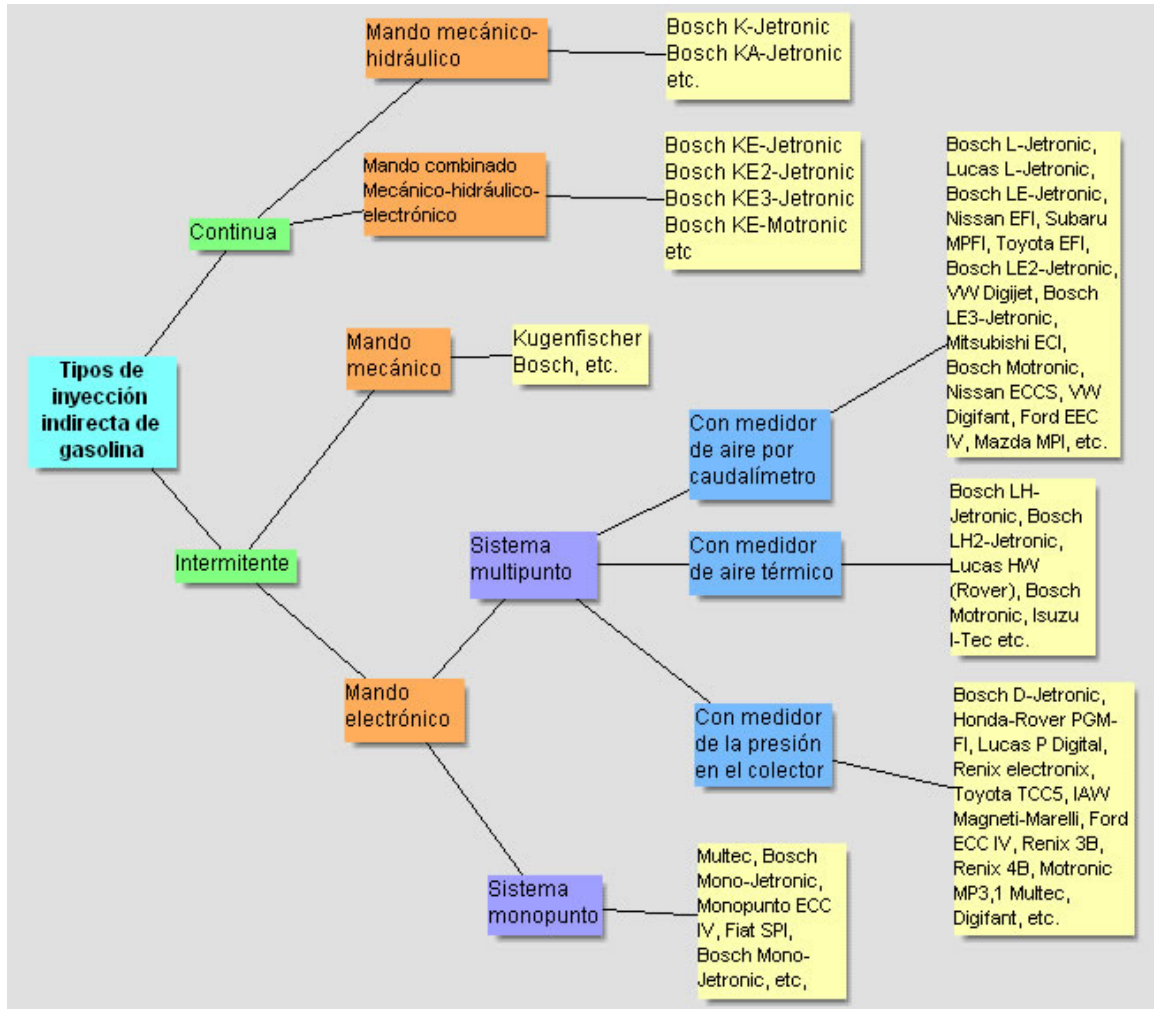 Mando mecánico-
hidráulico
Bosch K-Jetronic
Bosch KA-Jetronic
etc.
Mando combinado
Mecánico-hidráulico-
electrónico
Bosch KE-Jetronic
Bosch KE2-Jetronic
Bosch KE3-Jetronic
Bosch KE-Motronic
etc
Continua
Tipos de
inyección
indirecta de
gasolina
Mando
mecánico
Kugenfischer
Bosch, etc.
Intermitente
Sistema
multipunto
Con medidor
de aire por
caudalímetro
Bosch L-Jetronic,
Lucas L-Jetronic,
Bosch LE-Jetronic,
Nissan EFI, Subaru
MPFI, Toyota EFI,
Bosch LE2-Jetronic,
VW Digijet, Bosch
LE3-Jetronic,
Mitsubishi ECI,
Bosch Motronic,
Nissan ECCS, VW
Digifant, Ford EEC
IV, Mazda MPI, etc.
Con medidor
de aire térmico
Bosch LH-
Jetronic, Bosch
LH2-Jetronic,
Lucas HW
(Rover), Bosch
Motronic, Isuzu
I-Tec etc.
Mando
electrónico
Con medidor
de la presión
en el colector
Bosch D-Jetronic,
Honda-Rover PGM-
FI, Lucas P Digital,
Renix electronix,
Toyota TCC5, IAW
Magneti-Marelli, Ford
ECC IV, Renix 3B,
Renix 4B, Motronic
MP3,1 Multec,
Digifant, etc.
Sistema
monopunto
Multec, Bosch
Mono-Jetronic,
Monopunto ECC
IV, Fiat SPI,
Bosch Mono-
Jetronic, etc,